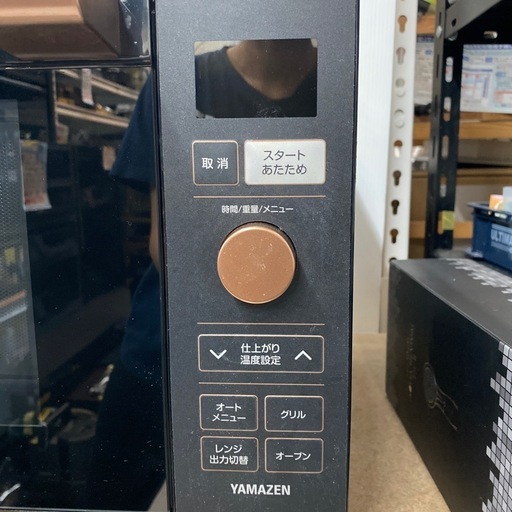 取消
スタート
あたため
時間/重量/メニュー
仕上がり
温度設定
オート
メニュー
グリル
レンジ
出力切替
オーブン
YAMAZEN